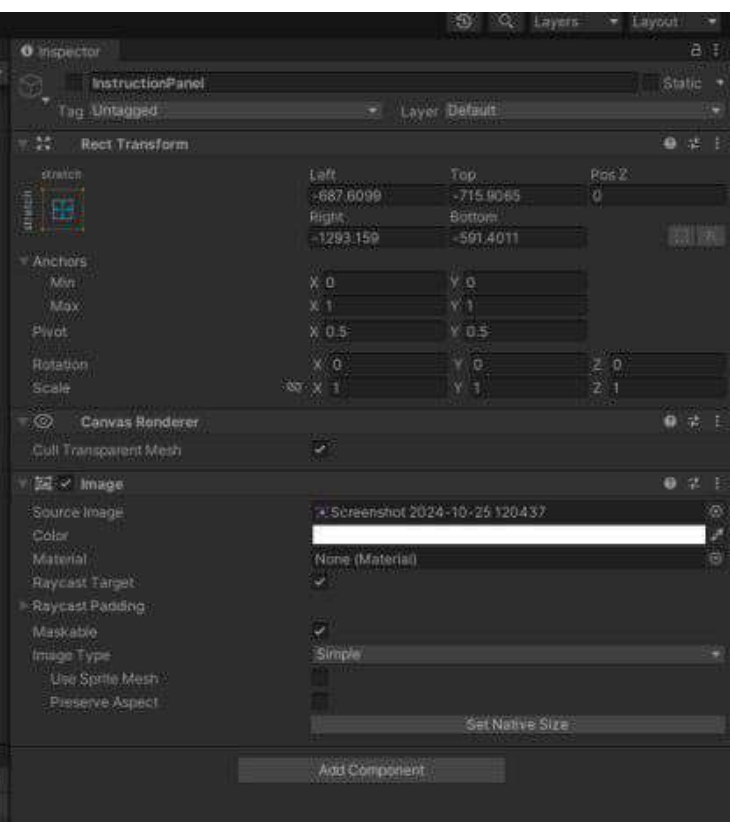 Layers Layout
Inspector
InstructionPanel Static
Tag Untagged Layer Default
Rect Transform
stretch Left Top Pos Z
stretch -687.6099 -715.9065 0
Right Bottom
-1293.159 -591.4011 R
Anchors
Min X 0 Y 0
Max X 1 Y 1
Pivot X 0.5 Y 0.5
Rotation X 0 Y 0 Z 0
Scale X 1 Y 1 Z 1
Canvas Renderer
Cull Transparent Mesh
Image
Source Image Screenshot 2024-10-25 120437
Color
Material None (Material)
Raycast Target
Raycast Padding
Maskable
Image Type Simple
Use Sprite Mesh
Preserve Aspect
Set Native Size
Add Component